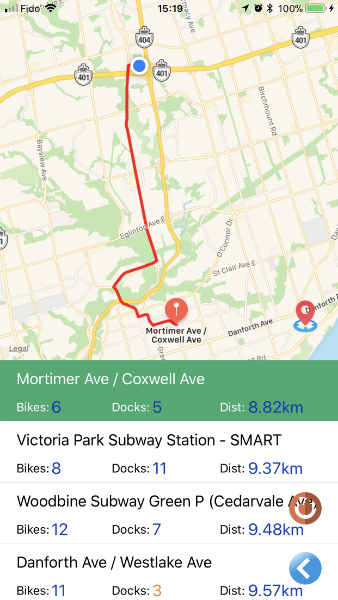 Fido 15:19 100%
404
401
401
401
Bayview Ave
Birchmount Rd
Eglinton Ave E
O'Connor Dr
St Clair Ave E
Mortimer Ave /
Coxwell Ave
Danforth Ave
Legal
Mortimer Ave / Coxwell Ave
Bikes: 6 Docks: 5 Dist: 8.82km
Victoria Park Subway Station - SMART
Bikes: 8 Docks: 11 Dist: 9.37km
Woodbine Subway Green P (Cedarvale Ave)
Bikes: 12 Docks: 7 Dist: 9.48km
Danforth Ave / Westlake Ave
Bikes: 11 Docks: 3 Dist: 9.57km